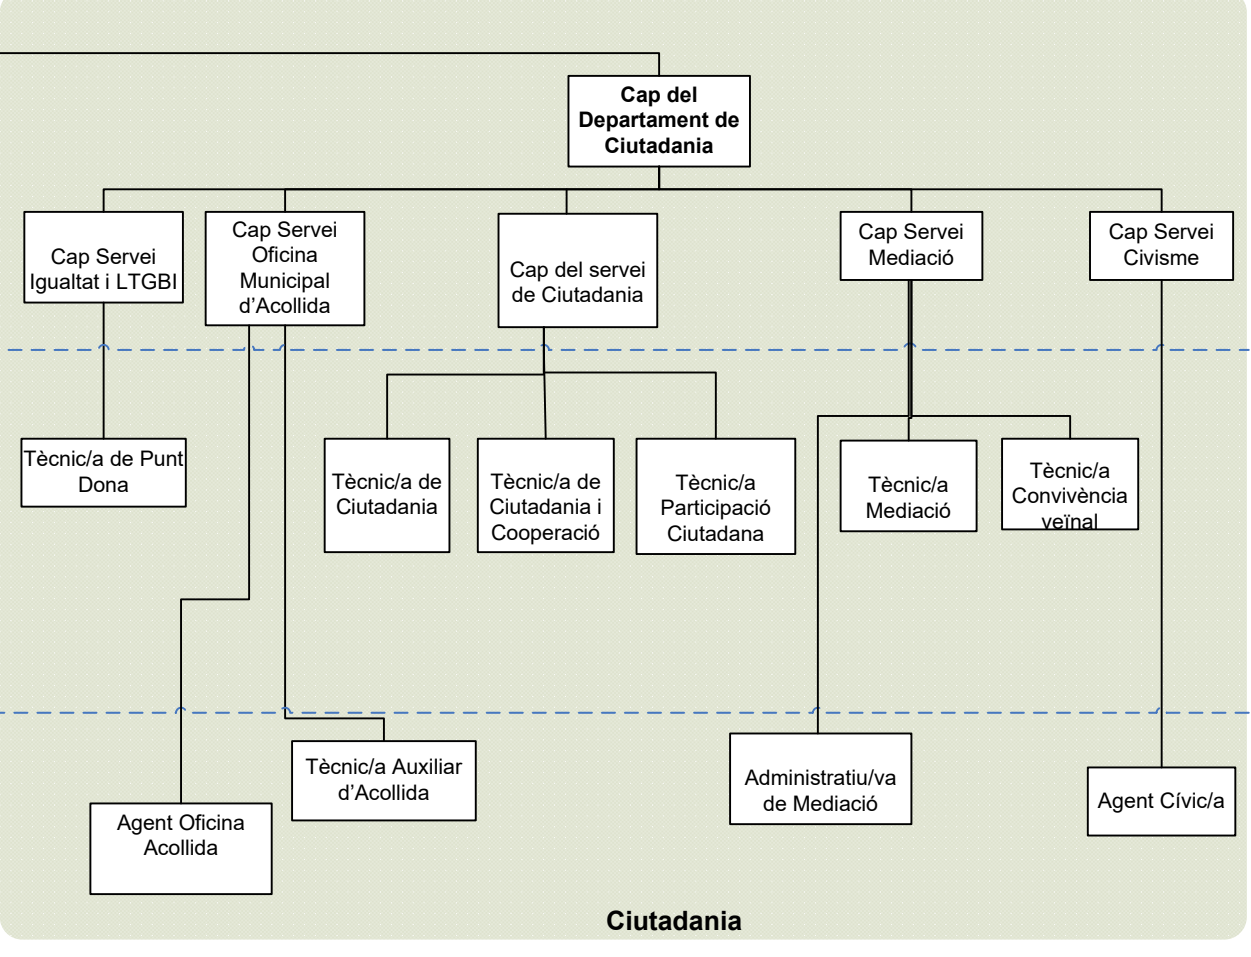 Cap del
Departament de
Ciutadania
Cap Servei
Igualtat i LTGBI
Cap Servei
Oficina
Municipal
d'Acollida
Cap del servei
de Ciutadania
Cap Servei
Mediació
Cap Servei
Civisme
Tècnic/a de Punt
Dona
Tècnic/a de
Ciutadania
Tècnic/a de
Ciutadania i
Cooperació
Tècnic/a
Participació
Ciutadana
Tècnic/a
Mediació
Tècnic/a
Convivència
veïnal
Agent Oficina
Acollida
Tècnic/a Auxiliar
d'Acollida
Administratiu/va
de Mediació
Agent Cívic/a
Ciutadania